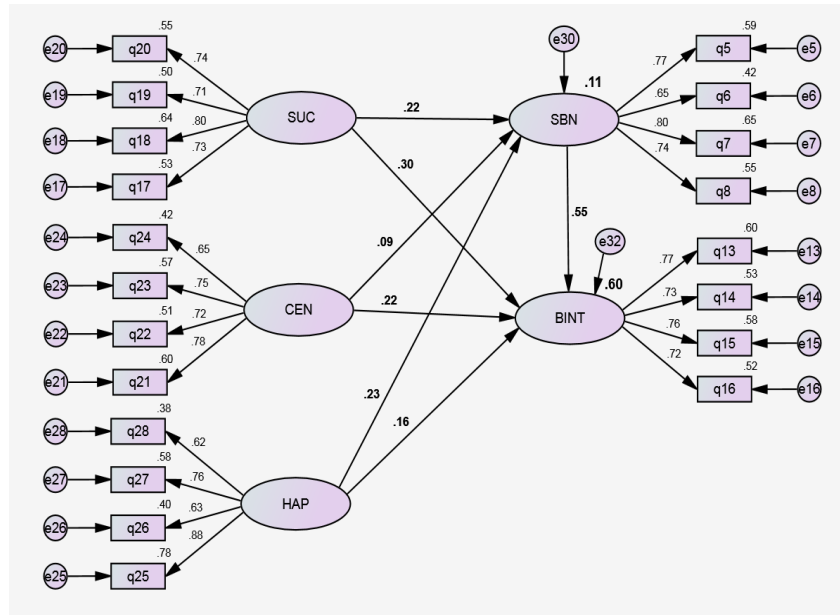 .55
e20 q20 .74
.50
e19 q19 .71
.64
e18 q18 .80
.53
e17 q17 .73
SUC
.42
e24 q24 .65
.57
e23 q23 .75
.51
e22 q22 .72
.60
e21 q21 .78
CEN
.38
e28 q28 .62
.58
e27 q27 .76
.40
e26 q26 .63
.78
e25 q25 .88
HAP
.22
.30
.09
.22
.23
.16
e30
.11
SBN
.55
e32
.60
BINT
.59
.77 q5 e5
.42
.65 q6 e6
.65
.80 q7 e7
.55
.74 q8 e8
.60
.77 q13 e13
.53
.73 q14 e14
.58
.76 q15 e15
.52
.72 q16 e16